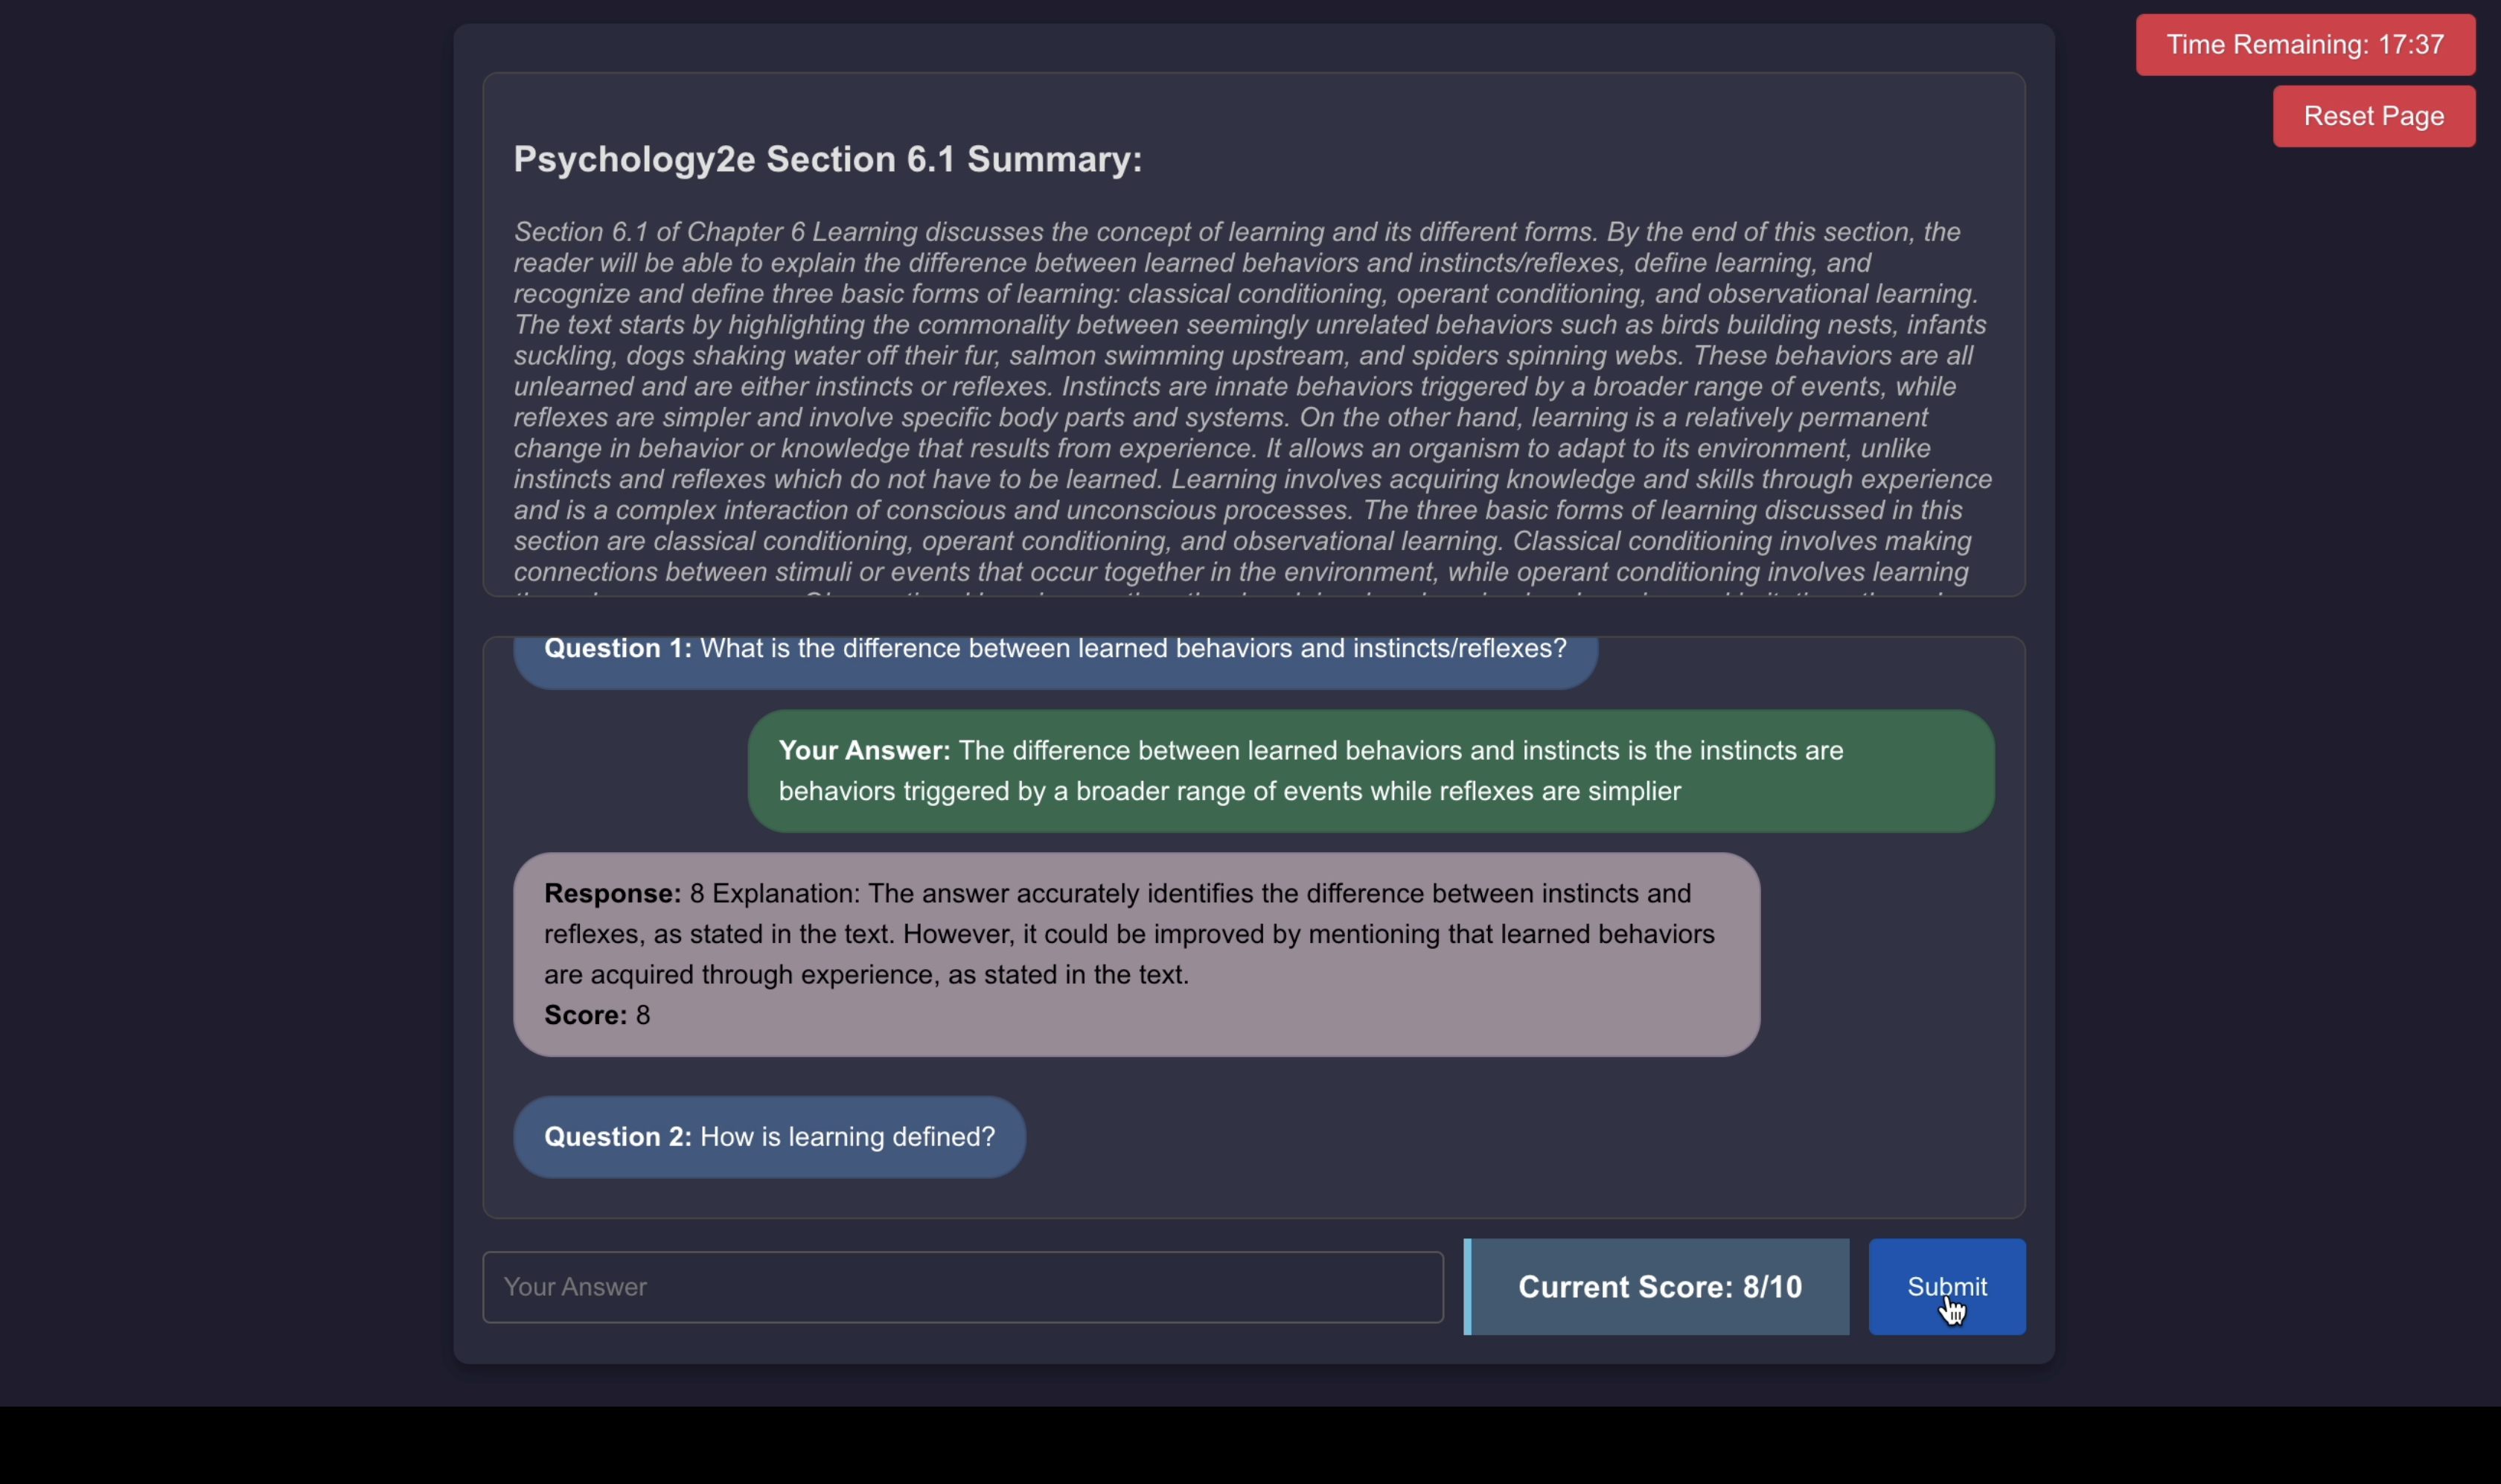 Time Remaining: 17:37
Reset Page
Psychology2e Section 6.1 Summary:
Section 6.1 of Chapter 6 Learning discusses the concept of learning and its different forms. By the end of this section, the
reader will be able to explain the difference between learned behaviors and instincts/reflexes, define learning, and
recognize and define three basic forms of learning: classical conditioning, operant conditioning, and observational learning.
The text starts by highlighting the commonality between seemingly unrelated behaviors such as birds building nests, infants
suckling, dogs shaking water off their fur, salmon swimming upstream, and spiders spinning webs. These behaviors are all
unlearned and are either instincts or reflexes. Instincts are innate behaviors triggered by a broader range of events, while
reflexes are simpler and involve specific body parts and systems. On the other hand, learning is a relatively permanent
change in behavior or knowledge that results from experience. It allows an organism to adapt to its environment, unlike
instincts and reflexes which do not have to be learned. Learning involves acquiring knowledge and skills through experience
and is a complex interaction of conscious and unconscious processes. The three basic forms of learning discussed in this
section are classical conditioning, operant conditioning, and observational learning. Classical conditioning involves making
connections between stimuli or events that occur together in the environment, while operant conditioning involves learning
Question 1: What is the difference between learned behaviors and instincts/reflexes?
Your Answer: The difference between learned behaviors and instincts is the instincts are
behaviors triggered by a broader range of events while reflexes are simplier
Response: 8 Explanation: The answer accurately identifies the difference between instincts and
reflexes, as stated in the text. However, it could be improved by mentioning that learned behaviors
are acquired through experience, as stated in the text.
Score: 8
Question 2: How is learning defined?
Your Answer
Current Score: 8/10
Submit